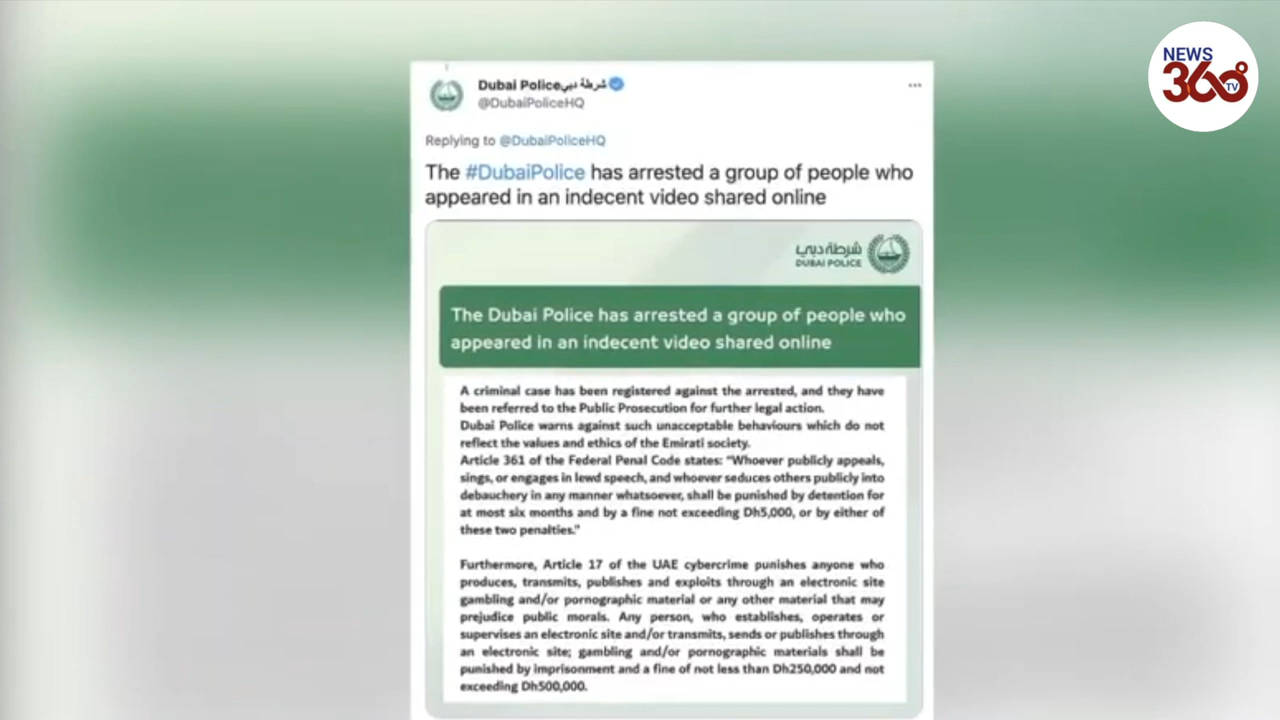 NEWS
360°
TV
Dubai Policeشرطة دبي
@DubaiPoliceHQ
Replying to @DubaiPoliceHQ
The #DubaiPolice has arrested a group of people who
appeared in an indecent video shared online
شرطة دبي
DUBAI POLICE
The Dubai Police has arrested a group of people who
appeared in an indecent video shared online
A criminal case has been registered against the arrested, and they have
been referred to the Public Prosecution for further legal action.
Dubai Police warns against such unacceptable behaviours which do not
reflect the values and ethics of the Emirati society.
Article 361 of the Federal Penal Code states: “Whoever publicly appeals,
sings, or engages in lewd speech, and whoever seduces others publicly into
debauchery in any manner whatsoever, shall be punished by detention for
at most six months and by a fine not exceeding Dh5,000, or by either of
these two penalties.”
Furthermore, Article 17 of the UAE cybercrime punishes anyone who
produces, transmits, publishes and exploits through an electronic site
gambling and/or pornographic material or any other material that may
prejudice public morals. Any person, who establishes, operates or
supervises an electronic site and/or transmits, sends or publishes through
an electronic site; gambling and/or pornographic materials shall be
punished by imprisonment and a fine of not less than Dh250,000 and not
exceeding Dh500,000.